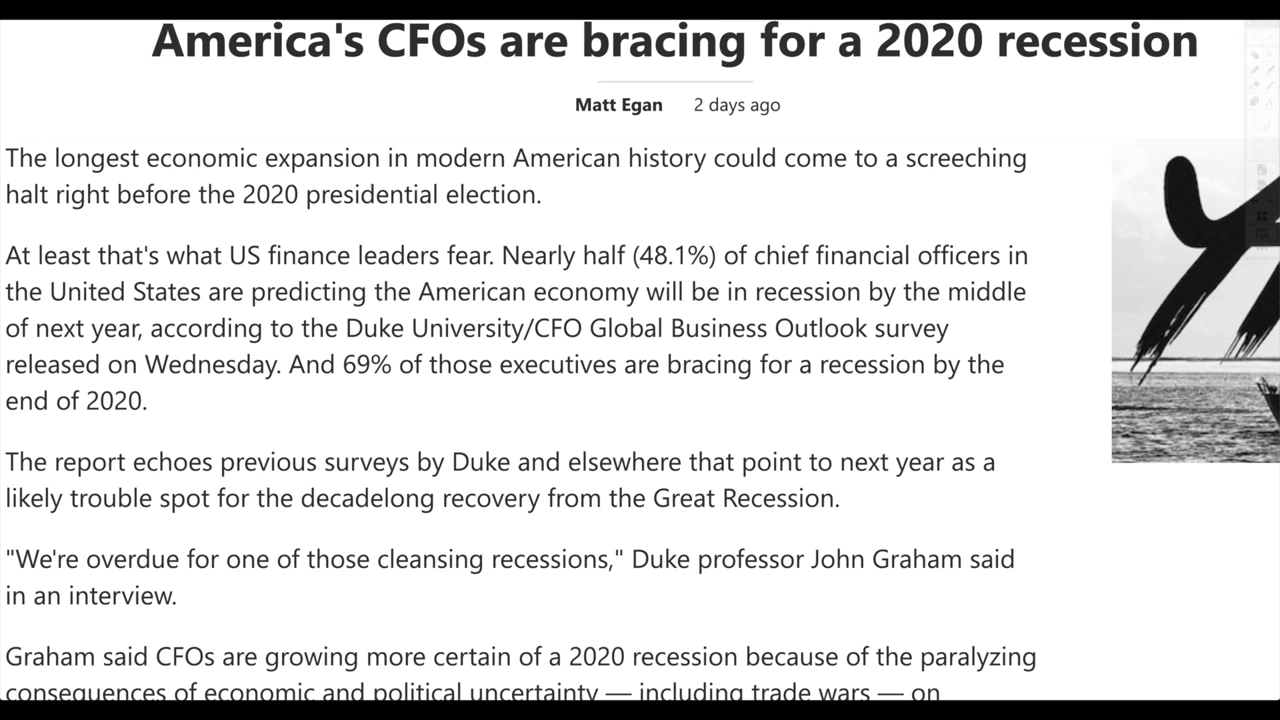 America's CFOs are bracing for a 2020 recession
Matt Egan 2 days ago
The longest economic expansion in modern American history could come to a screeching
halt right before the 2020 presidential election.
At least that's what US finance leaders fear. Nearly half (48.1%) of chief financial officers in
the United States are predicting the American economy will be in recession by the middle
of next year, according to the Duke University/CFO Global Business Outlook survey
released on Wednesday. And 69% of those executives are bracing for a recession by the
end of 2020.
The report echoes previous surveys by Duke and elsewhere that point to next year as a
likely trouble spot for the decadelong recovery from the Great Recession.
"We're overdue for one of those cleansing recessions," Duke professor John Graham said
in an interview.
Graham said CFOs are growing more certain of a 2020 recession because of the paralyzing
consequences of economic and political uncertainty — including trade wars — on